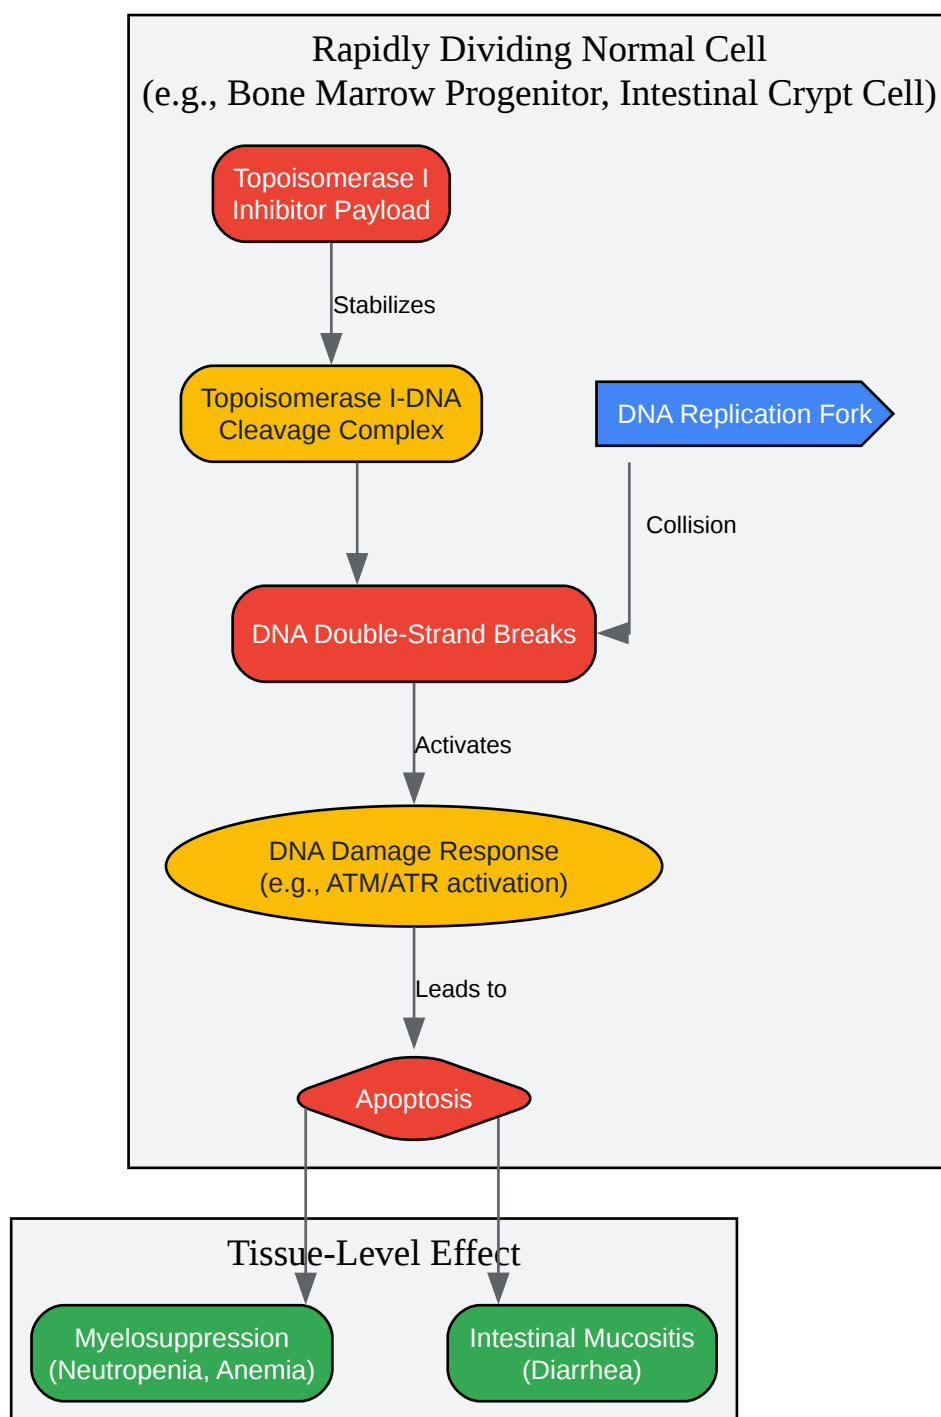 Rapidly Dividing Normal Cell
(e.g., Bone Marrow Progenitor, Intestinal Crypt Cell)
Topoisomerase I
Inhibitor Payload
Stabilizes
Topoisomerase I-DNA
Cleavage Complex
DNA Replication Fork
Collision
DNA Double-Strand Breaks
Activates
DNA Damage Response
(e.g., ATM/ATR activation)
Leads to
Apoptosis
Tissue-Level Effect
Myelosuppression
(Neutropenia, Anemia)
Intestinal Mucositis
(Diarrhea)